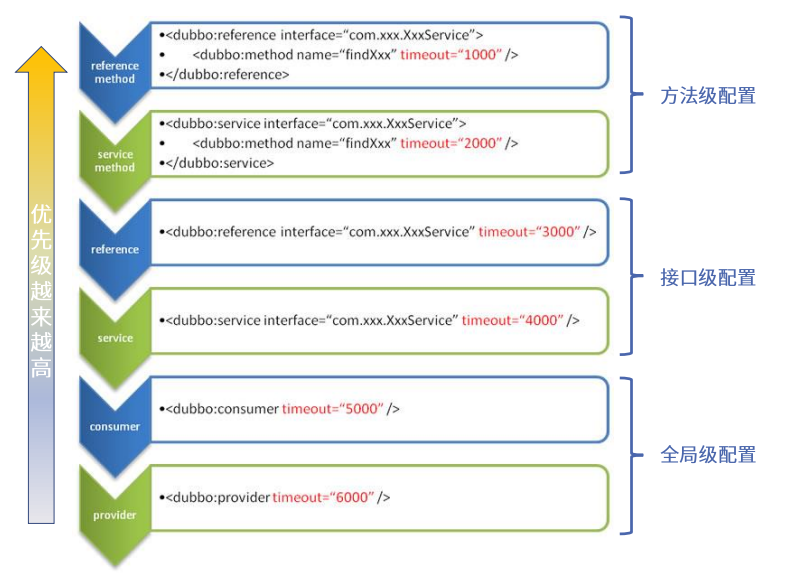 优先级越来越高
reference method
•<dubbo:reference interface=“com.xxx.XxxService”>
• <dubbo:method name=“findXxx” timeout=“1000” />
•</dubbo:reference>
方法级配置
service method
•<dubbo:service interface=“com.xxx.XxxService”>
• <dubbo:method name=“findXxx” timeout=“2000” />
•</dubbo:service>
reference
•<dubbo:reference interface=“com.xxx.XxxService” timeout=“3000” />
接口级配置
service
•<dubbo:service interface=“com.xxx.XxxService” timeout=“4000” />
consumer
•<dubbo:consumer timeout=“5000” />
全局级配置
provider
•<dubbo:provider timeout=“6000” />